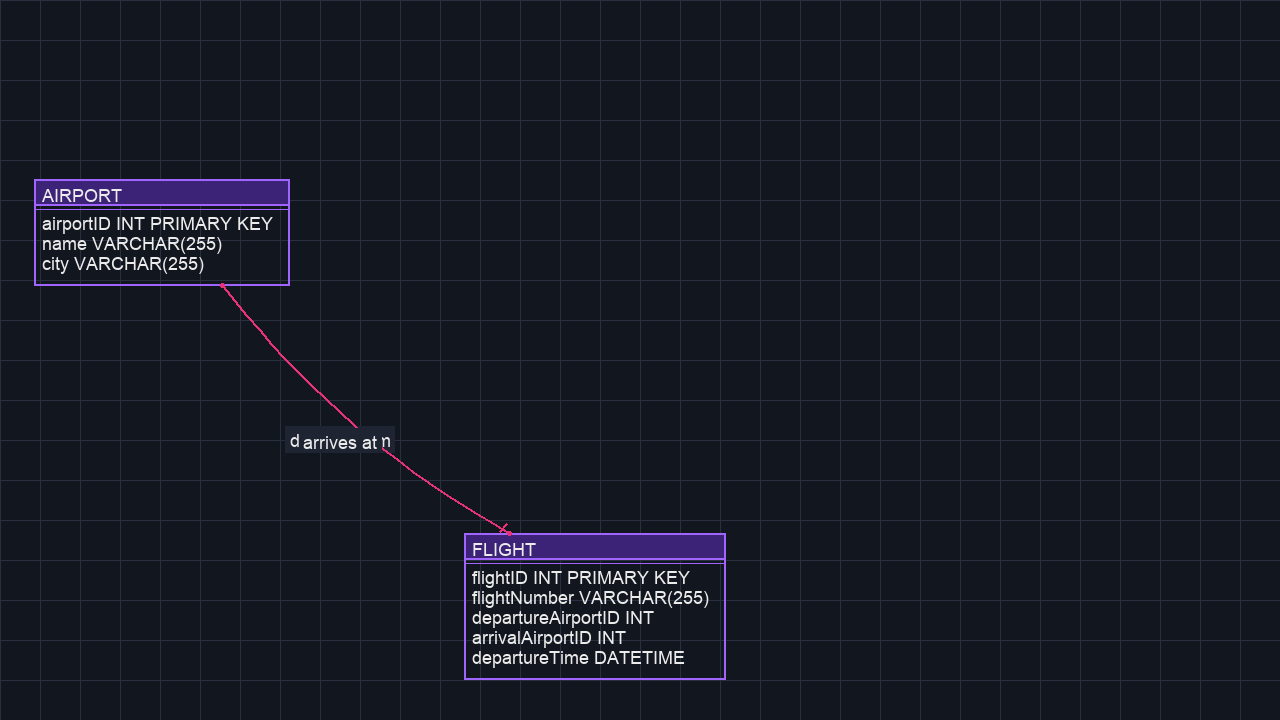 AIRPORT
airportID INT PRIMARY KEY
name VARCHAR(255)
city VARCHAR(255)
arrives at
FLIGHT
flightID INT PRIMARY KEY
flightNumber VARCHAR(255)
departureAirportID INT
arrivalAirportID INT
departureTime DATETIME